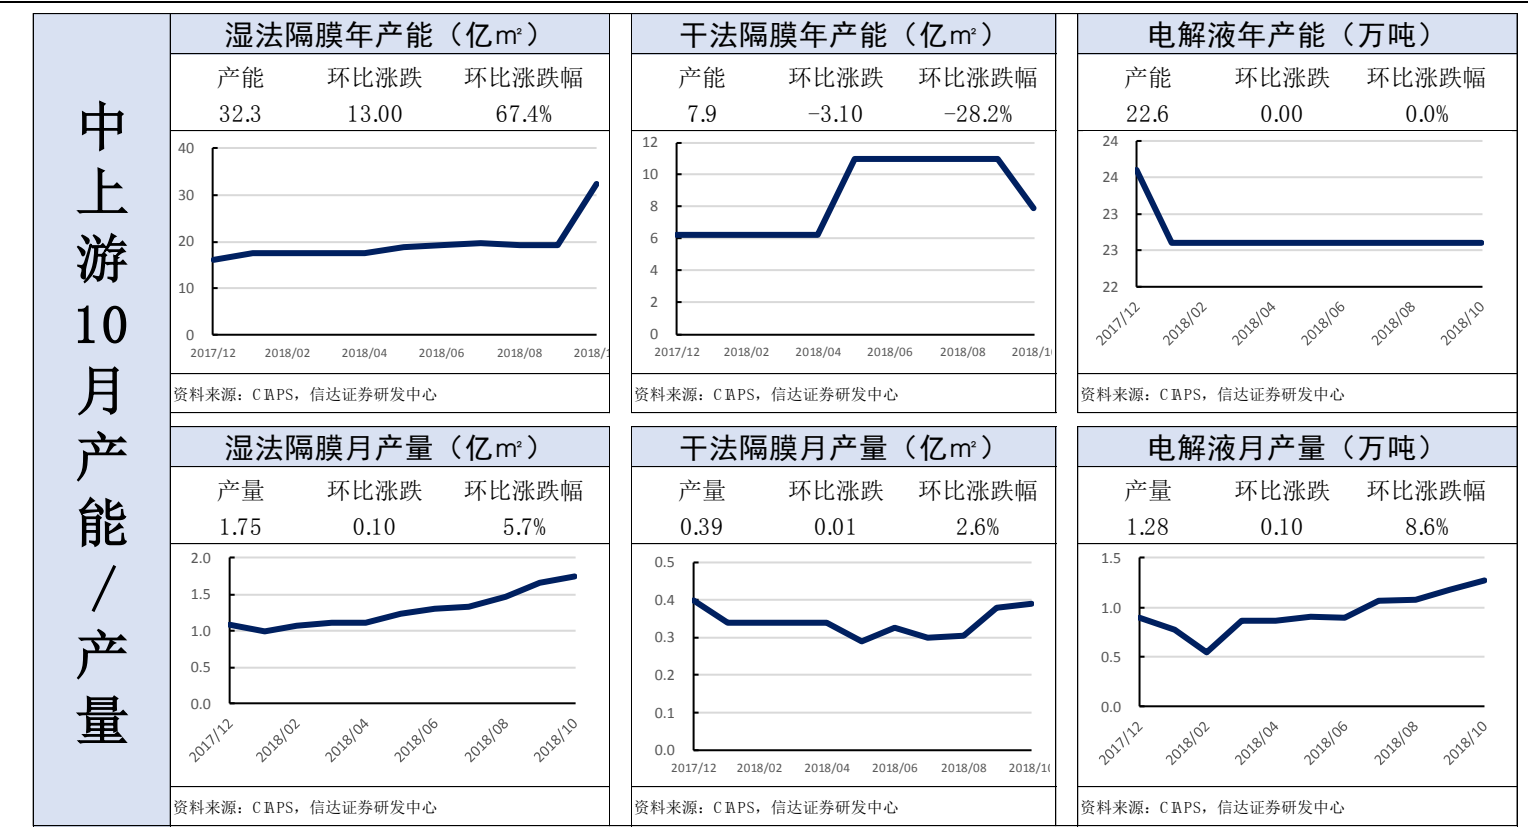 中上游10月产能/产量
湿法隔膜年产能（亿㎡）
产能 环比涨跌 环比涨跌幅
32.3 13.00 67.4%
40
30
20
10
0
2017/12 2018/02 2018/04 2018/06 2018/08 2018/1
资料来源：CIAPS，信达证券研发中心
干法隔膜年产能（亿㎡）
产能 环比涨跌 环比涨跌幅
7.9 -3.10 -28.2%
12
10
8
6
4
2
0
2017/12 2018/02 2018/04 2018/06 2018/08 2018/1
资料来源：CIAPS，信达证券研发中心
电解液年产能（万吨）
产能 环比涨跌 环比涨跌幅
22.6 0.00 0.0%
24
24
23
23
22
2017/12 2018/02 2018/04 2018/06 2018/08 2018/10
资料来源：CIAPS，信达证券研发中心
湿法隔膜月产量（亿㎡）
产量 环比涨跌 环比涨跌幅
1.75 0.10 5.7%
2.0
1.5
1.0
0.5
0.0
2017/12 2018/02 2018/04 2018/06 2018/08 2018/10
资料来源：CIAPS，信达证券研发中心
干法隔膜月产量（亿㎡）
产量 环比涨跌 环比涨跌幅
0.39 0.01 2.6%
0.5
0.4
0.3
0.2
0.1
0.0
2017/12 2018/02 2018/04 2018/06 2018/08 2018/1
资料来源：CIAPS，信达证券研发中心
电解液月产量（万吨）
产量 环比涨跌 环比涨跌幅
1.28 0.10 8.6%
1.5
1.0
0.5
0.0
2017/12 2018/02 2018/04 2018/06 2018/08 2018/10
资料来源：CIAPS，信达证券研发中心